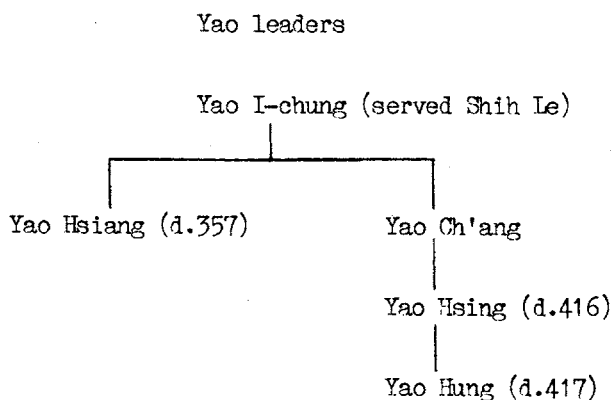 Yao leaders
Yao I-chung (served Shih Le)
Yao Hsiang (d.357)
Yao Ch'ang
Yao Hsing (d.416)
Yao Hung (d.417)